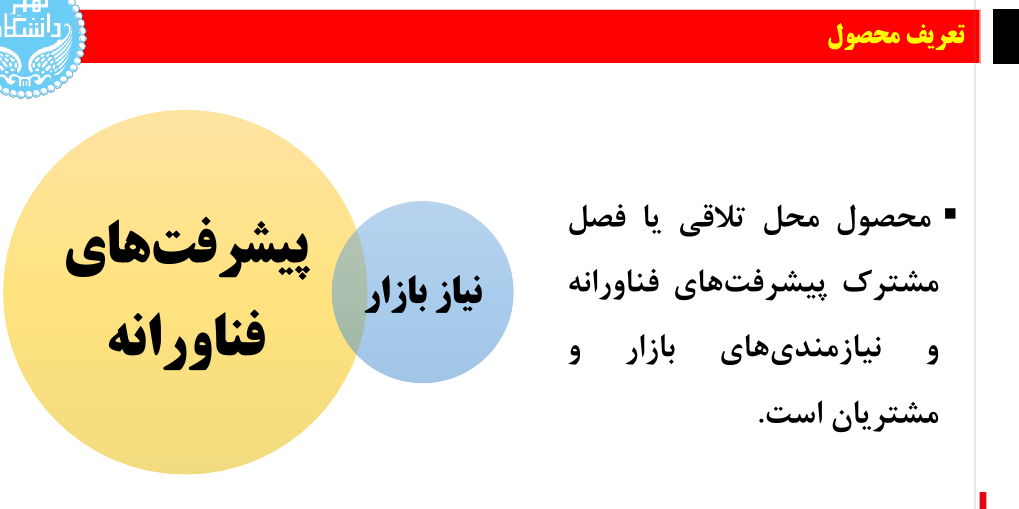 تعریف محصول
▪ محصول محل تلاقی یا فصل
مشترک پیشرفت‌های فناورانه
و نیازمندی‌های بازار و
مشتریان است.
نیاز بازار
پیشرفت‌های
فناورانه